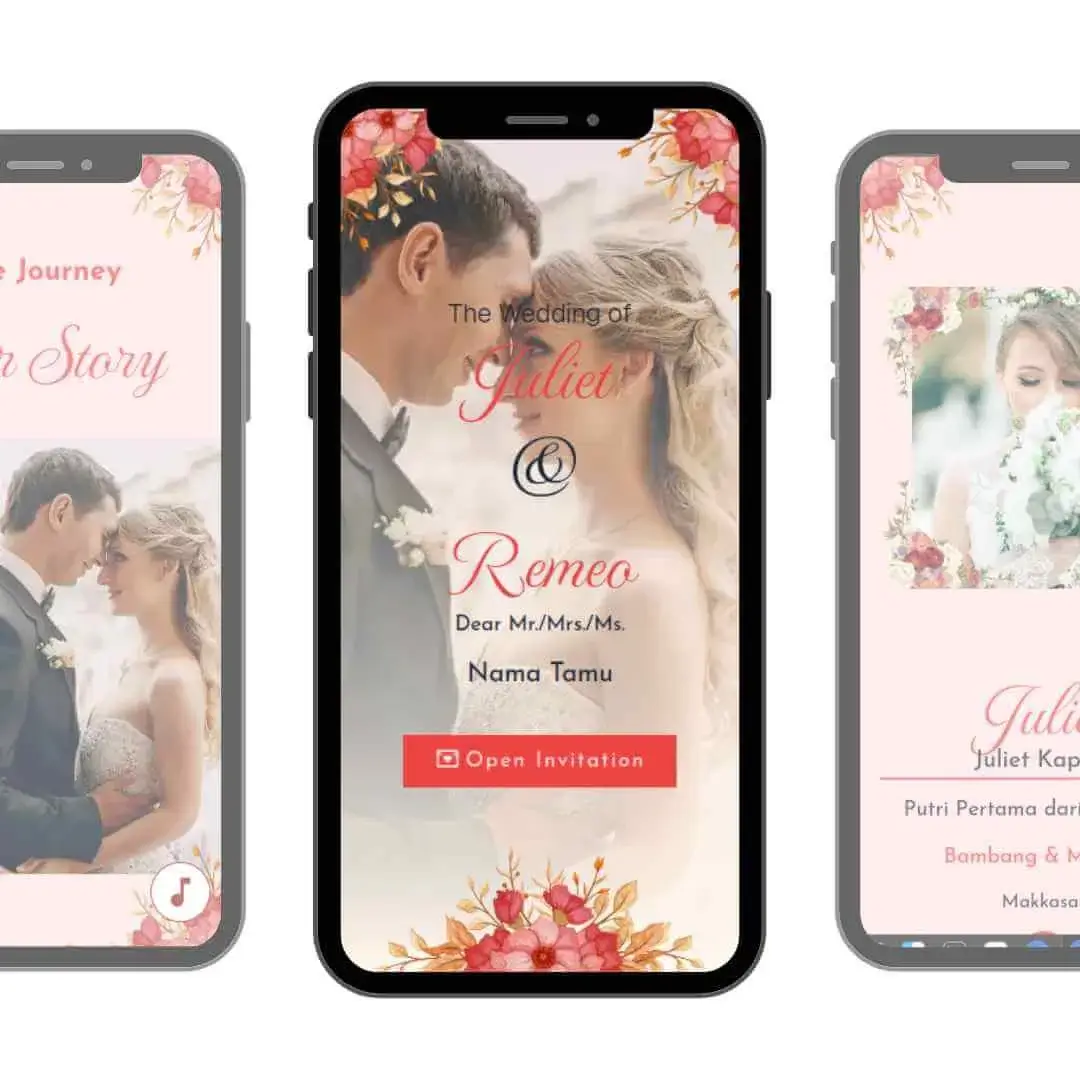 e Journey
r Story
The Wedding of
Juliet
&
Remeo
Dear Mr./Mrs./Ms.
Nama Tamu
Open Invitation
Juli
Juliet Kap
Putri Pertama dari
Bambang & M
Makkasa